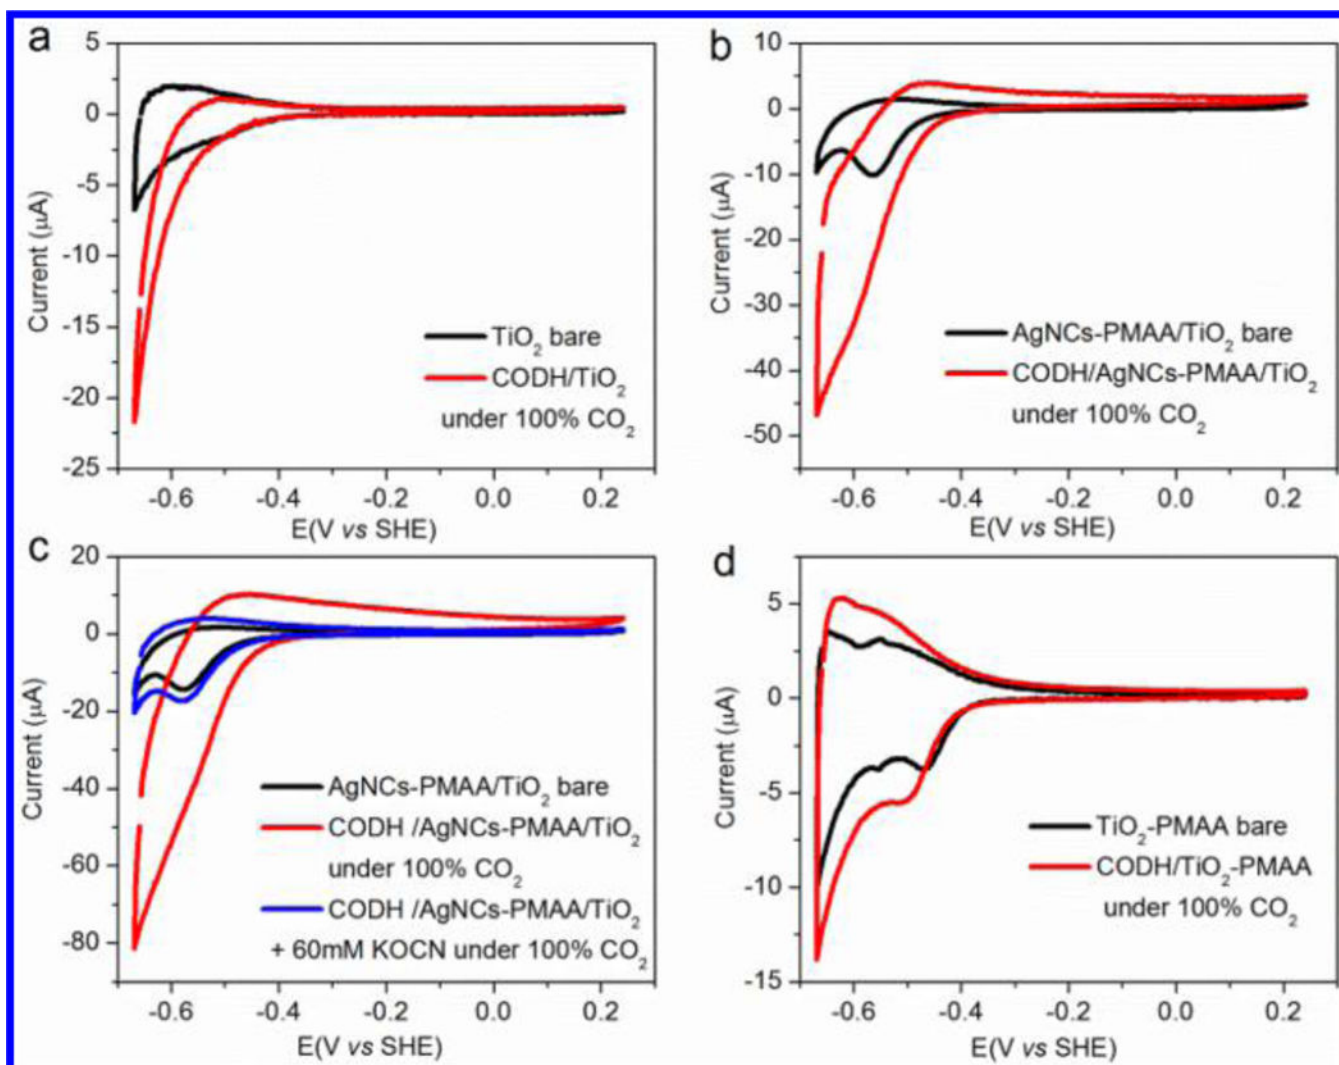 a
5
0
-5
-10
-15
-20
-25
Current (μA)
TiO2 bare
CODH/TiO2
under 100% CO2
-0.6 -0.4 -0.2 0.0 0.2
E(V vs SHE)
b
10
0
-10
-20
-30
-40
-50
Current (μA)
AgNCs-PMAA/TiO2 bare
CODH/AgNCs-PMAA/TiO2
under 100% CO2
-0.6 -0.4 -0.2 0.0 0.2
E(V vs SHE)
c
20
0
-20
-40
-60
-80
Current (μA)
AgNCs-PMAA/TiO2 bare
CODH /AgNCs-PMAA/TiO2
under 100% CO2
CODH /AgNCs-PMAA/TiO2
+ 60mM KOCN under 100% CO2
-0.6 -0.4 -0.2 0.0 0.2
E(V vs SHE)
d
5
0
-5
-10
-15
Current (μA)
TiO2-PMAA bare
CODH/TiO2-PMAA
under 100% CO2
-0.6 -0.4 -0.2 0.0 0.2
E(V vs SHE)